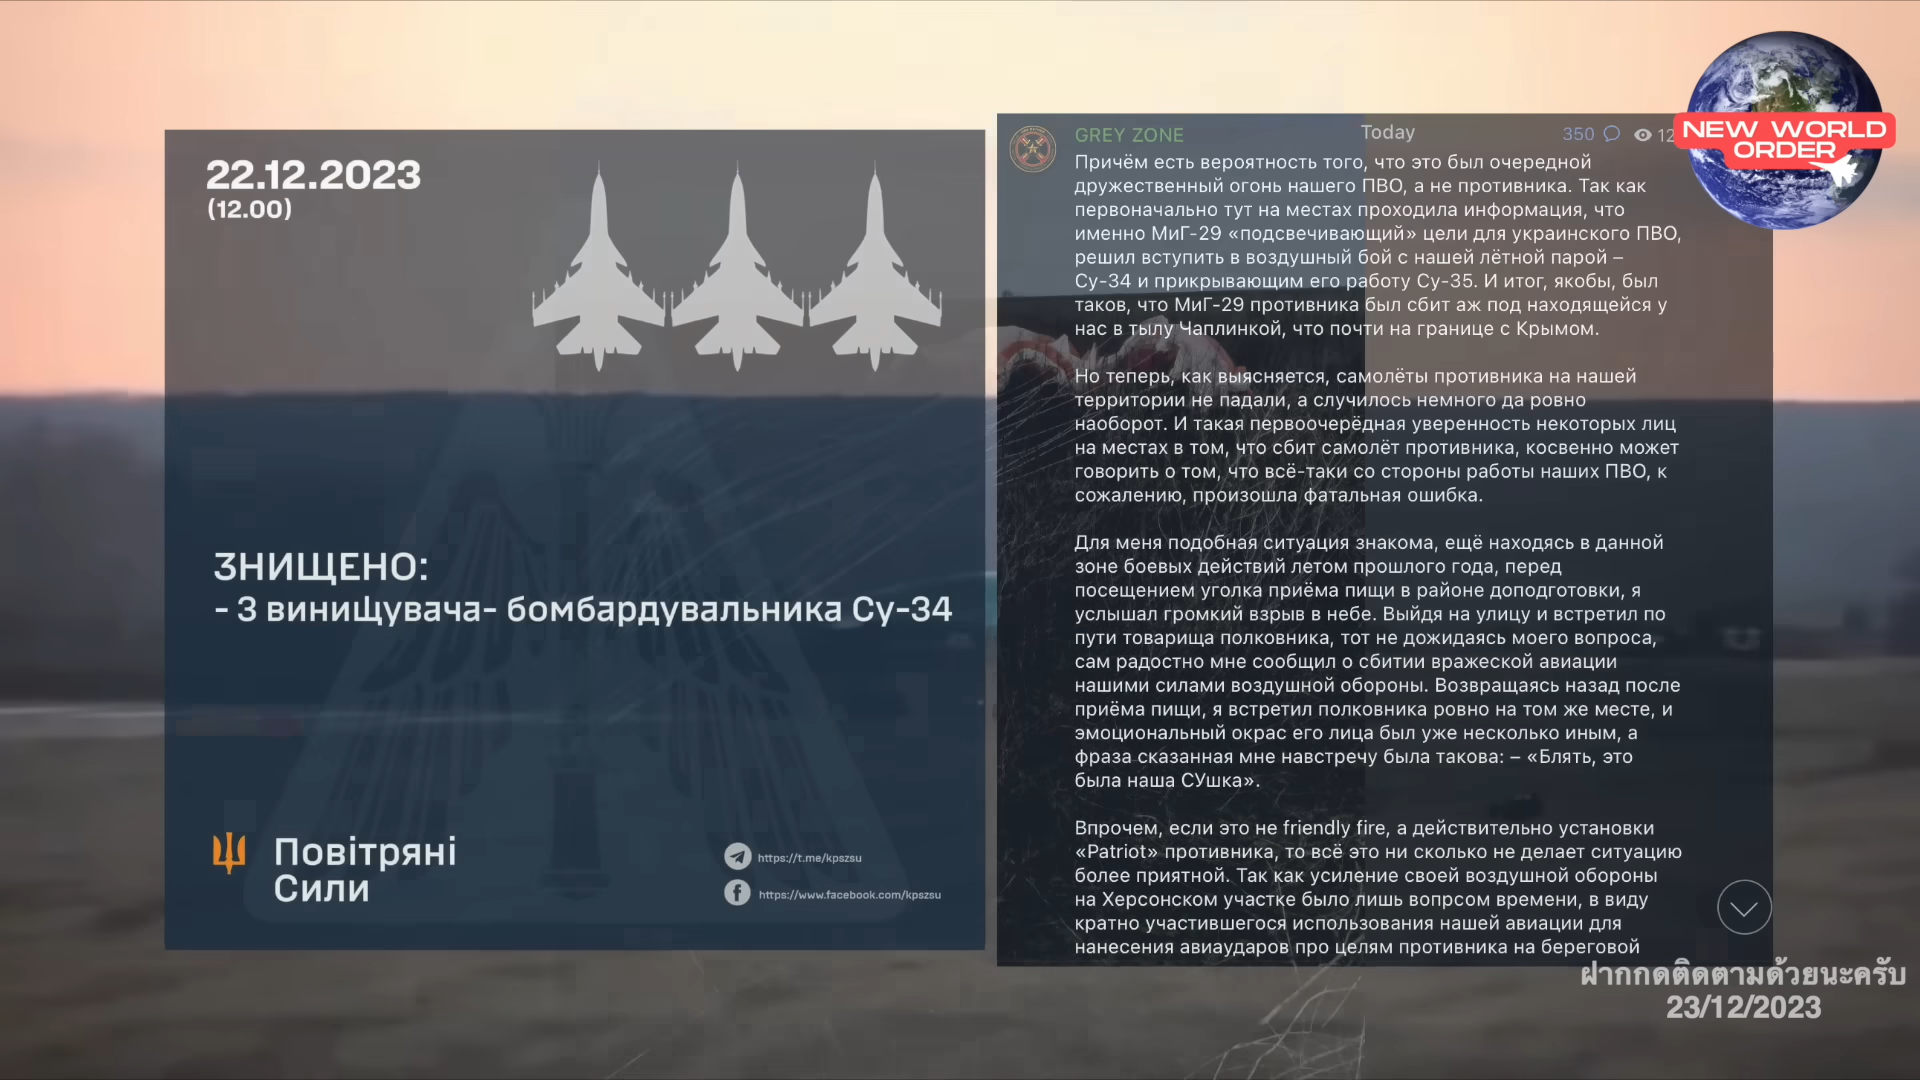 22.12.2023
(12.00)
ЗНИЩЕНО:
- 3 винищувача- бомбардувальника Су-34
Повітряні
Сили
https://t.me/kpszsu
https://www.facebook.com/kpszsu
GREY ZONE
Today
350
12
Причём есть вероятность того, что это был очередной
дружественный огонь нашего ПВО, а не противника. Так как
первоначально тут на местах проходила информация, что
именно МиГ-29 «подсвечивающий» цели для украинского ПВО,
решил вступить в воздушный бой с нашей лётной парой –
Су-34 и прикрывающим его работу Су-35. И итог, якобы, был
таков, что МиГ-29 противника был сбит аж под находящейся у
нас в тылу Чаплинкой, что почти на границе с Крымом.
Но теперь, как выясняется, самолёты противника на нашей
территории не падали, а случилось немного да ровно
наоборот. И такая первоочерёдная уверенность некоторых лиц
на местах в том, что сбит самолёт противника, косвенно может
говорить о том, что всё-таки со стороны работы наших ПВО, к
сожалению, произошла фатальная ошибка.
Для меня подобная ситуация знакома, ещё находясь в данной
зоне боевых действий летом прошлого года, перед
посещением уголка приёма пищи в районе доподготовки, я
услышал громкий взрыв в небе. Выйдя на улицу и встретил по
пути товарища полковника, тот не дожидаясь моего вопроса,
сам радостно мне сообщил о сбитии вражеской авиации
нашими силами воздушной обороны. Возвращаясь назад после
приёма пищи, я встретил полковника ровно на том же месте, и
эмоциональный окрас его лица был уже несколько иным, а
фраза сказанная мне навстречу была такова: – «Блять, это
была наша СУшка».
Впрочем, если это не friendly fire, а действительно установки
«Patriot» противника, то всё это ни сколько не делает ситуацию
более приятной. Так как усиление своей воздушной обороны
на Херсонском участке было лишь вопрсом времени, в виду
кратно участившегося использования нашей авиации для
нанесения авиаударов про целям противника на береговой
NEW WORLD
ORDER
ฝากกดติดตามด้วยนะครับ
23/12/2023